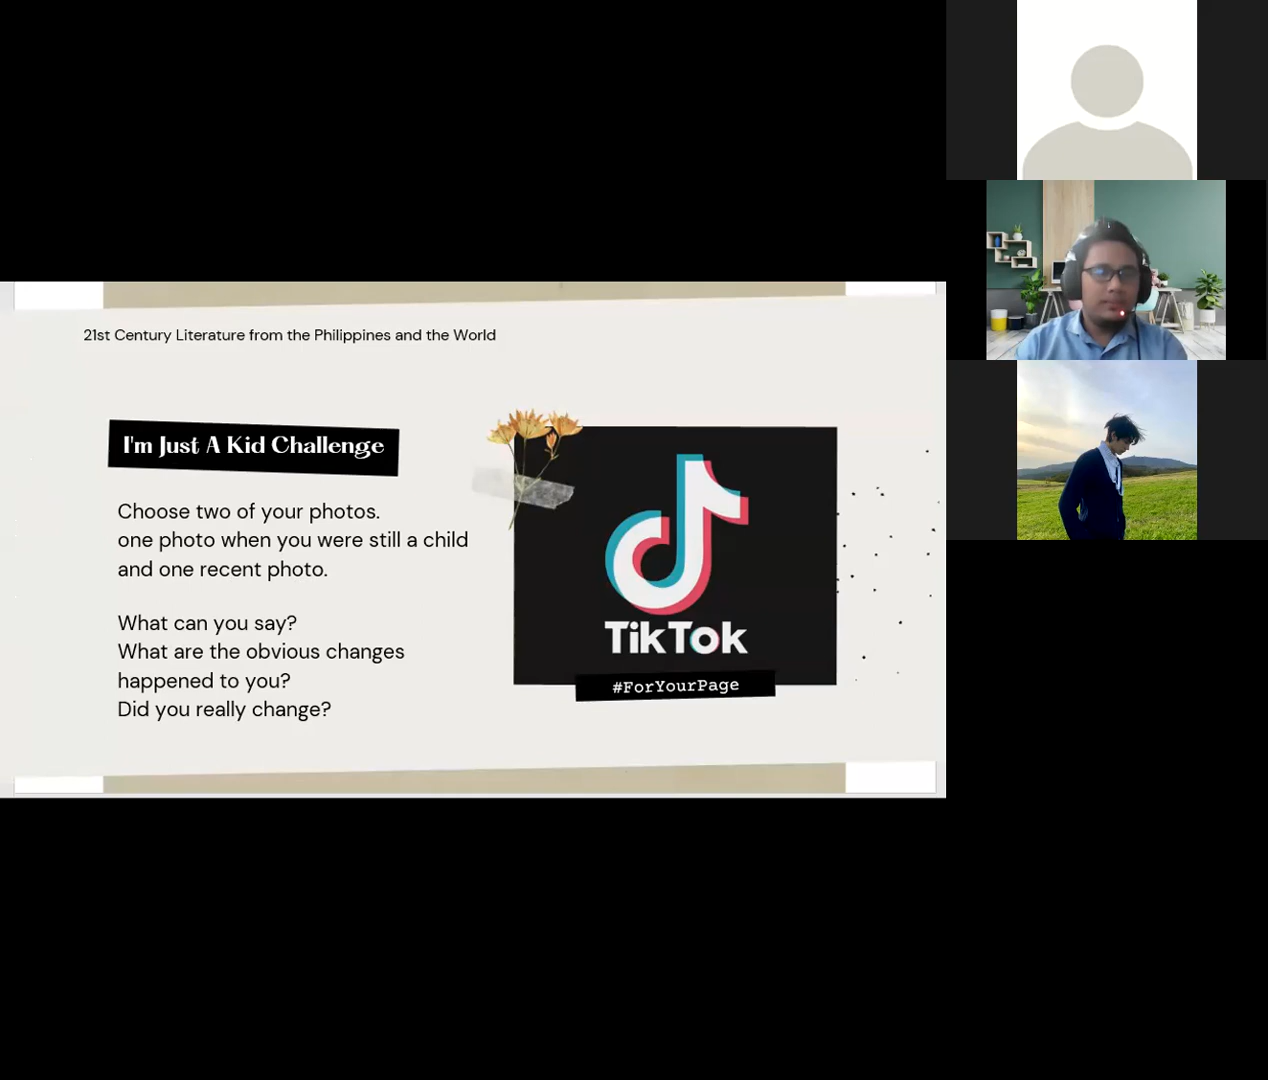 21st Century Literature from the Philippines and the World
I'm Just A Kid Challenge
Choose two of your photos.
one photo when you were still a child
and one recent photo.
What can you say?
What are the obvious changes
happened to you?
Did you really change?
TikTok
#ForYourPage